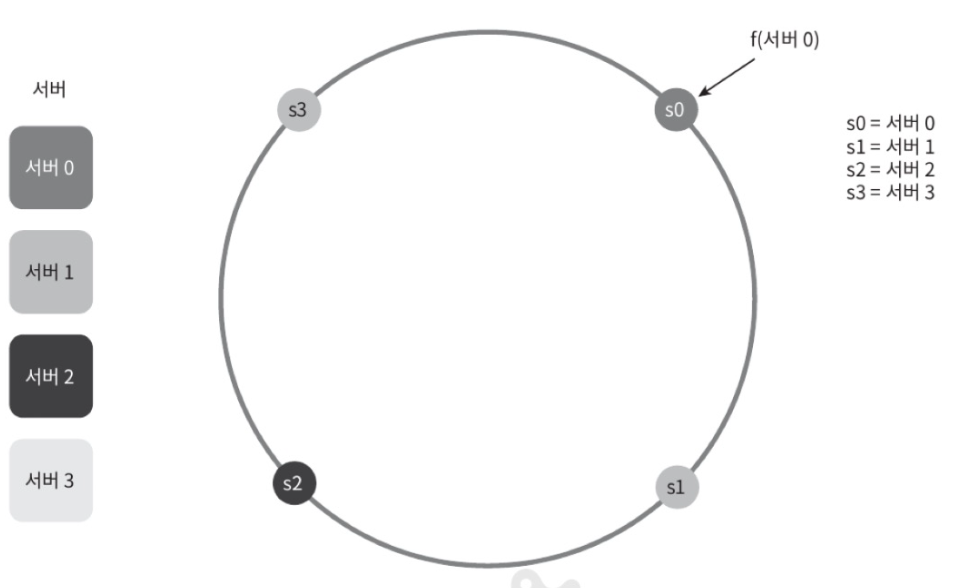 f(서버 0)
서버
s3
s0
s0 = 서버 0
s1 = 서버 1
s2 = 서버 2
s3 = 서버 3
서버 0
서버 1
서버 2
서버 3
s2
s1